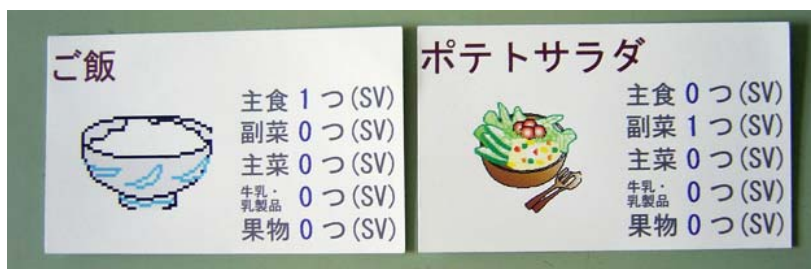 ご飯
主食 1 つ(SV)
副菜 0 つ(SV)
主菜 0 つ(SV)
牛乳・乳製品 0 つ(SV)
果物 0 つ(SV)
ポテトサラダ
主食 0 つ(SV)
副菜 1 つ(SV)
主菜 0 つ(SV)
牛乳・乳製品 0 つ(SV)
果物 0 つ(SV)